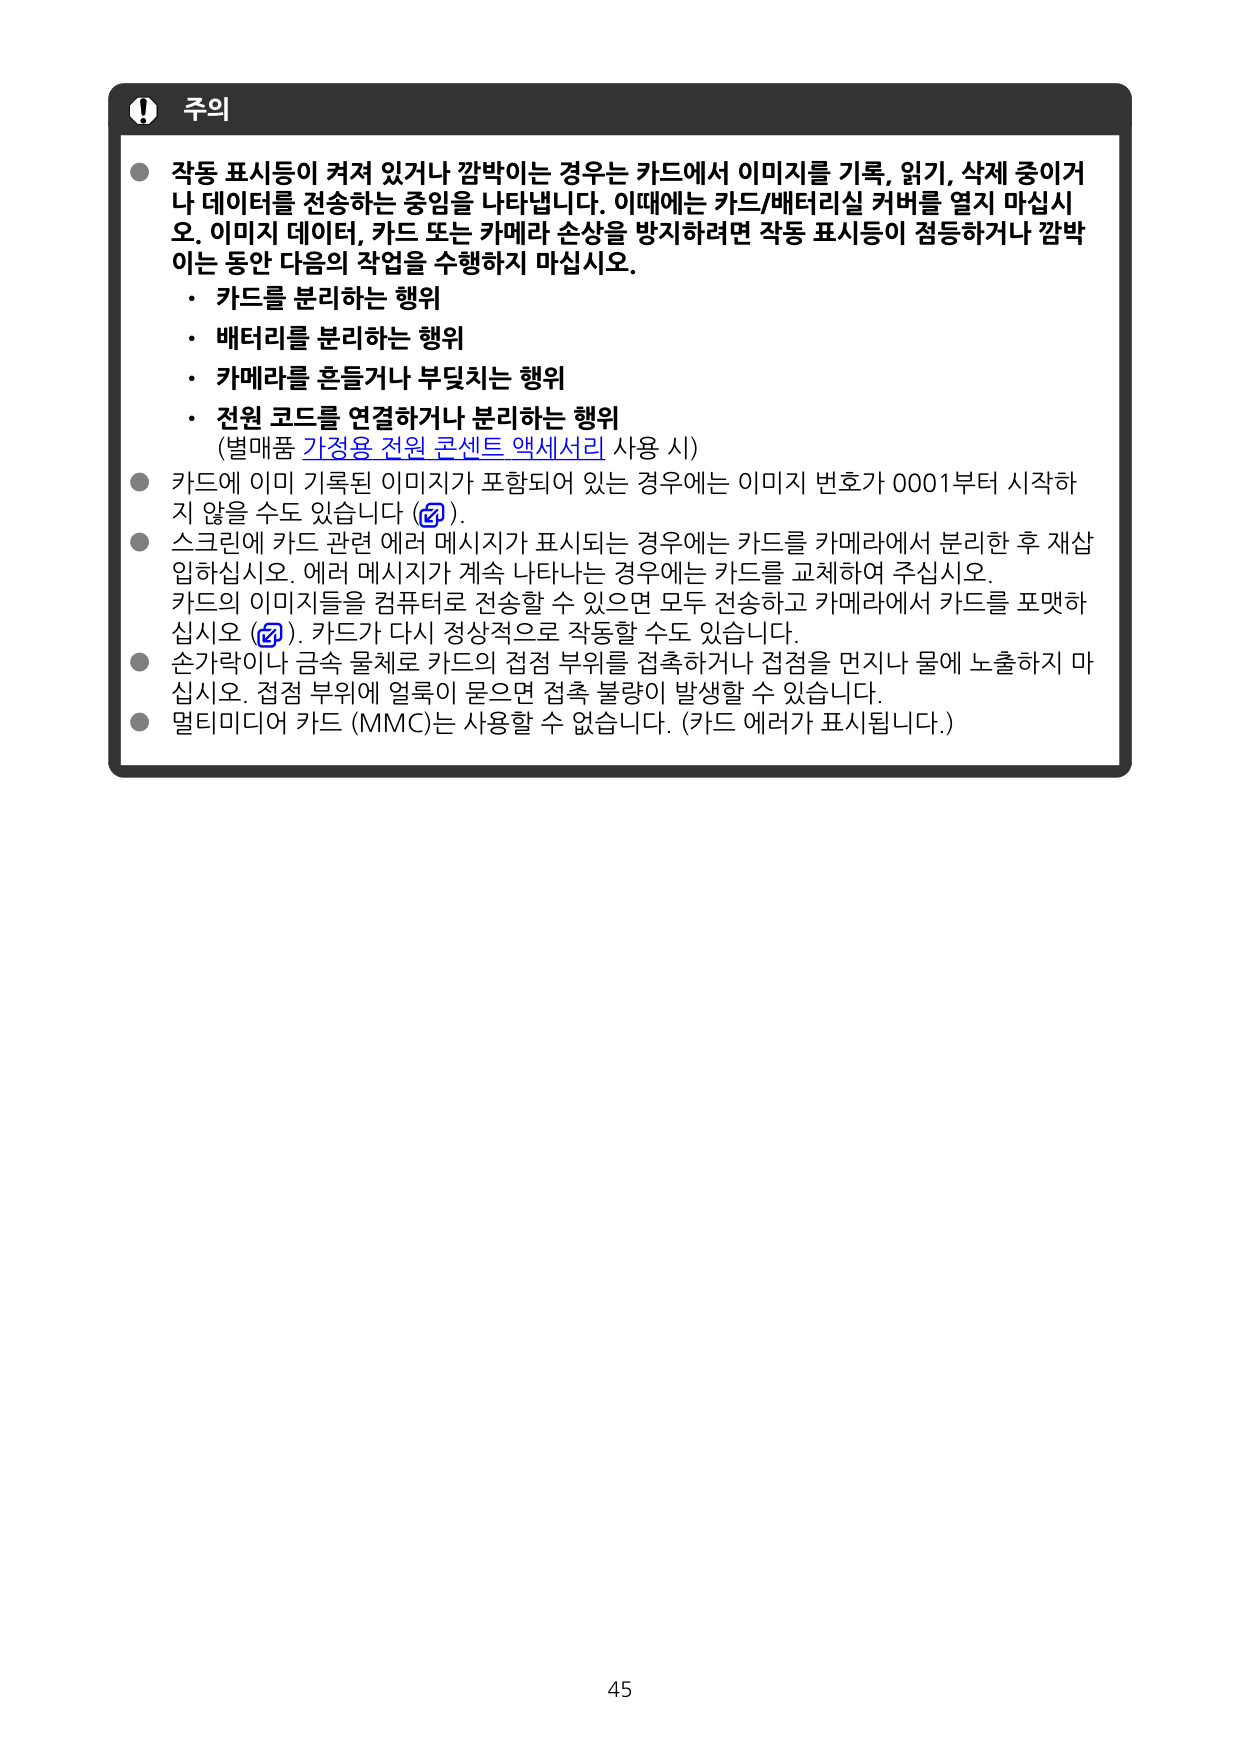 주의
● 작동 표시등이 켜져 있거나 깜박이는 경우는 카드에서 이미지를 기록, 읽기, 삭제 중이거
나 데이터를 전송하는 중임을 나타냅니다. 이때에는 카드/배터리실 커버를 열지 마십시
오. 이미지 데이터, 카드 또는 카메라 손상을 방지하려면 작동 표시등이 점등하거나 깜박
이는 동안 다음의 작업을 수행하지 마십시오.
• 카드를 분리하는 행위
• 배터리를 분리하는 행위
• 카메라를 흔들거나 부딪치는 행위
• 전원 코드를 연결하거나 분리하는 행위
(별매품 가정용 전원 콘센트 액세서리 사용 시)
● 카드에 이미 기록된 이미지가 포함되어 있는 경우에는 이미지 번호가 0001부터 시작하
지 않을 수도 있습니다 ( ).
● 스크린에 카드 관련 에러 메시지가 표시되는 경우에는 카드를 카메라에서 분리한 후 재삽
입하십시오. 에러 메시지가 계속 나타나는 경우에는 카드를 교체하여 주십시오.
카드의 이미지들을 컴퓨터로 전송할 수 있으면 모두 전송하고 카메라에서 카드를 포맷하
십시오 ( ). 카드가 다시 정상적으로 작동할 수도 있습니다.
● 손가락이나 금속 물체로 카드의 접점 부위를 접촉하거나 접점을 먼지나 물에 노출하지 마
십시오. 접점 부위에 얼룩이 묻으면 접촉 불량이 발생할 수 있습니다.
● 멀티미디어 카드 (MMC)는 사용할 수 없습니다. (카드 에러가 표시됩니다.)
45